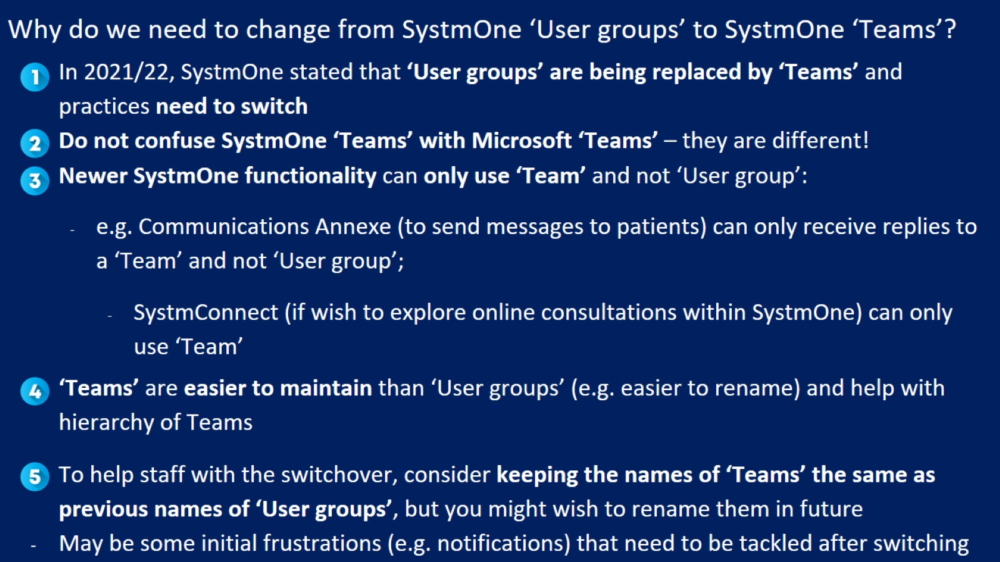 Why do we need to change from SystmOne ‘User groups’ to SystmOne ‘Teams’?
1 In 2021/22, SystmOne stated that ‘User groups’ are being replaced by ‘Teams’ and
practices need to switch
2 Do not confuse SystmOne ‘Teams’ with Microsoft ‘Teams’ – they are different!
3 Newer SystmOne functionality can only use ‘Team’ and not ‘User group’:
- e.g. Communications Annexe (to send messages to patients) can only receive replies to
a ‘Team’ and not ‘User group’;
- SystmConnect (if wish to explore online consultations within SystmOne) can only
use ‘Team’
4 ‘Teams’ are easier to maintain than ‘User groups’ (e.g. easier to rename) and help with
hierarchy of Teams
5 To help staff with the switchover, consider keeping the names of ‘Teams’ the same as
previous names of ‘User groups’, but you might wish to rename them in future
- May be some initial frustrations (e.g. notifications) that need to be tackled after switching